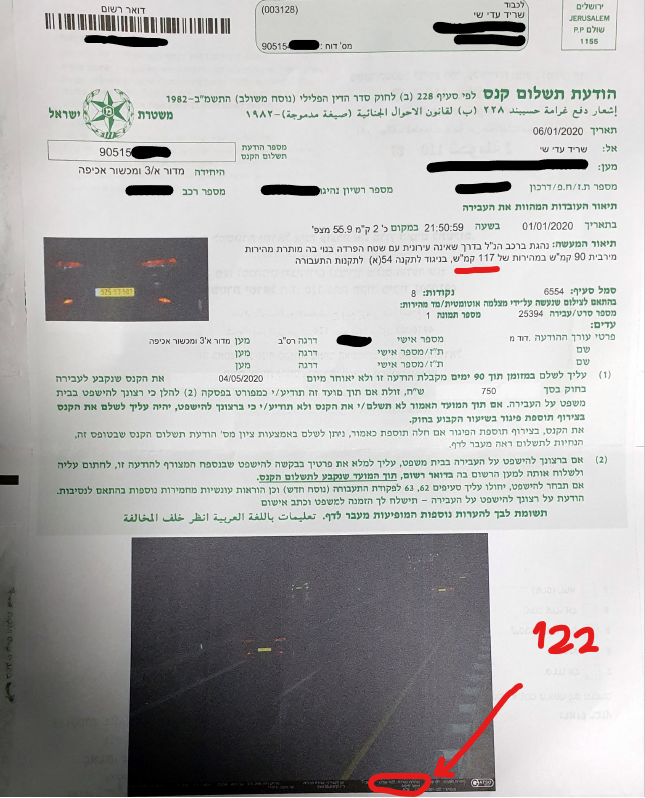 דואר רשום
(003128)
לכבוד
שריד עדי שי
מס' דוח: 90515
ירושלים
JERUSALEM
שולם
P.P
1155
הודעת תשלום קנס לפי סעיף 228 (ב) לחוק סדר הדין הפלילי (נוסח משולב) התשמ"ב-1982
משטרת ישראל
תאריך 06/01/2020
אל: שריד עדי שי
מספר הודעת תשלום הקנס 90515
מען:
היחידה מדור א/3 ומכשור אכיפה
מספר ת.ז/ח.פ/דרכון
מספר רשיון נהיגה
מספר רכב
תיאור העובדות המהוות את העבירה
בתאריך 01/01/2020 בשעה 21:50:59 במקום כ' 2 ק"מ 55.9 מצפ'
תיאור המעשה: נהגת ברכב הנ"ל בדרך שאינה עירונית עם שטח הפרדה בנוי בה מותרת מהירות
מירבית 90 קמ"ש במהירות של 117 קמ"ש, בניגוד לתקנה 54(א) לתקנות התעבורה
סמל סעיף: 6554 נקודות: 8
בהתאם לצילום שנעשה על-ידי מצלמה אוטומטית/מד מהירות:
מספר סרט/עבירה 25394 מספר תמונה 1
עדים:
פרטי עורך ההודעה דוד מ. מספר אישי דרגה רס"ב מען מדור א'3 ומכשור אכיפה
שם ת"ז/מספר אישי דרגה מען
שם ת"ז/מספר אישי דרגה מען
(1) עליך לשלם במזומן תוך 90 ימים מקבלת הודעה זו ולא יאוחר מיום 04/05/2020 את הקנס שנקבע לעבירה
בחוק בסך 750 ש"ח, זולת אם תוך מועד זה תודיע/י כמפורט בפסקה (2) להלן כי רצונך להישפט בבית
משפט על העבירה. אם תוך המועד האמור לא תשלם/י את הקנס ולא תודיע/י כי ברצונך להישפט, יהיה עליך לשלם את הקנס
בצירוף תוספת פיגור בשיעור הקבוע בחוק.
את הקנס, בצירוף תוספת הפיגור אם חלה תוספת כאמור, ניתן לשלם באמצעות ציון מס' הודעת תשלום הקנס שבטופס זה,
הנחיות לתשלום ראה מעבר לדף.
(2) אם ברצונך להישפט על העבירה בבית משפט, עליך למלא את פרטיך בבקשה להישפט שבנספח המצורף להודעה זו, לחתום עליה
ולשלוח אותה למען הרשום בה בדואר רשום, תוך המועד שנקבע לתשלום הקנס.
אם תבחר להישפט, יחולו עליך סעיפים 62, 63 לפקודת התעבורה (נוסח חדש) וכן הוראות עונשיות מחמירות נוספות בהתאם לנסיבות.
הודעת על רצונך להישפט על העבירה - תישלח לך הזמנה למשפט וכתב אישום
תשומת לבך להערות נוספות המופיעות מעבר לדף. تعليمات باللغة العربية انظر خلف المخالفة
122